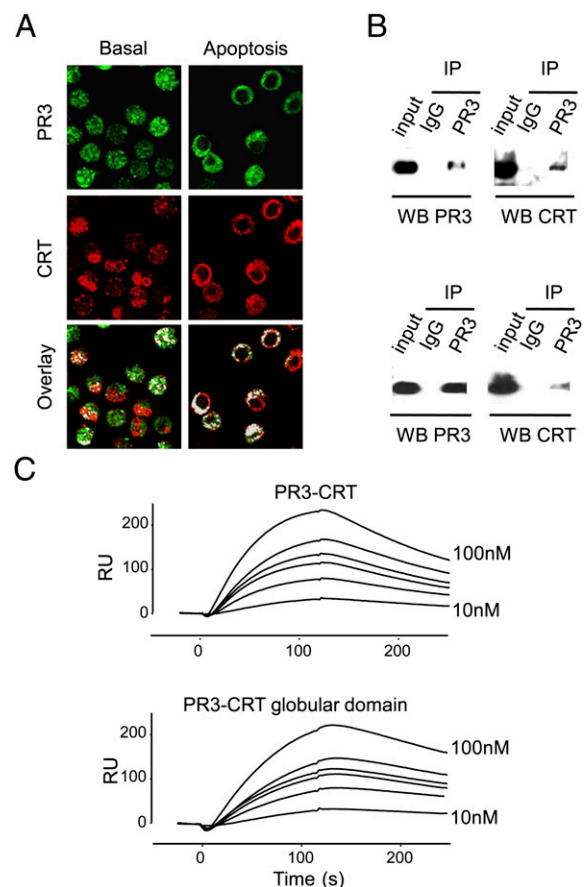 A
Basal Apoptosis
PR3
CRT
Overlay
B
IP IP
input IgG PR3 input IgG PR3
WB PR3 WB CRT
IP IP
input IgG PR3 input IgG PR3
WB PR3 WB CRT
C
PR3-CRT
RU
200
100
0
100nM
10nM
0 100 200
PR3-CRT globular domain
RU
200
100
0
100nM
10nM
0 100 200
Time (s)